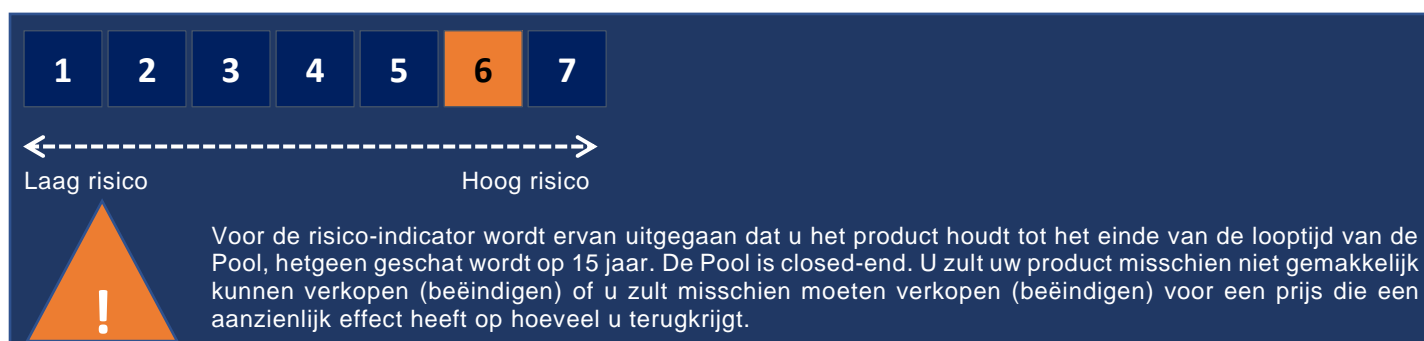 1 2 3 4 5 6 7
Laag risico Hoog risico
Voor de risico-indicator wordt ervan uitgegaan dat u het product houdt tot het einde van de looptijd van de
Pool, hetgeen geschat wordt op 15 jaar. De Pool is closed-end. U zult uw product misschien niet gemakkelijk
kunnen verkopen (beëindigen) of u zult misschien moeten verkopen (beëindigen) voor een prijs die een
aanzienlijk effect heeft op hoeveel u terugkrijgt.
!